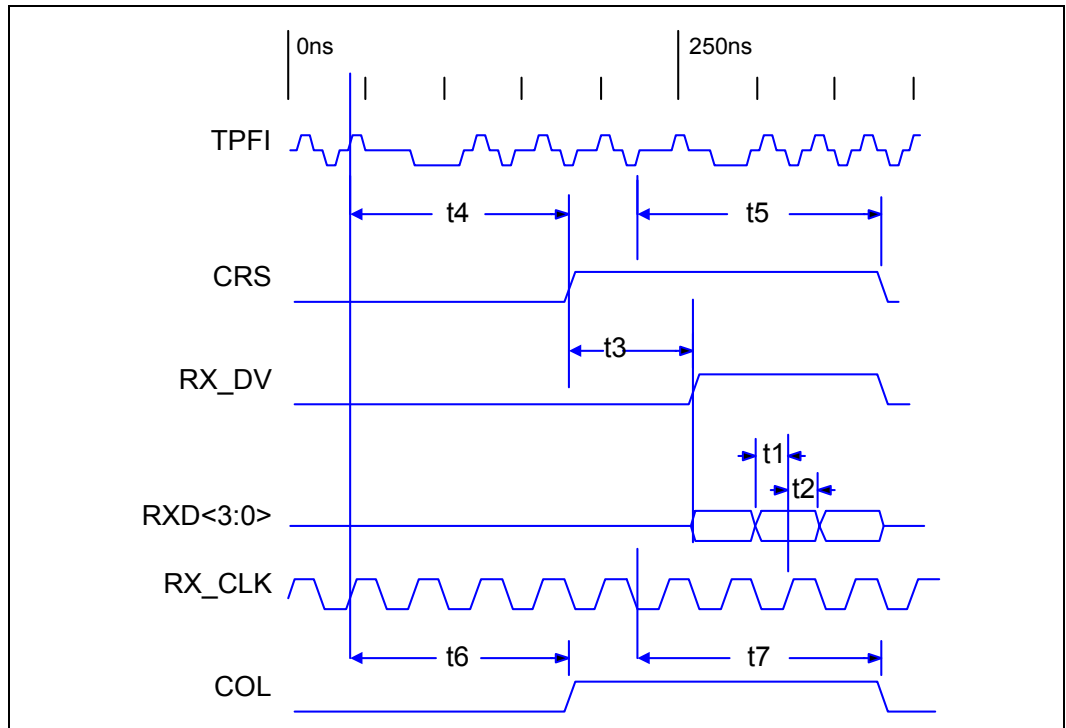 0ns
250ns
TPFI
t4
t5
CRS
t3
RX_DV
t1
t2
RXD<3:0>
RX_CLK
t6
t7
COL